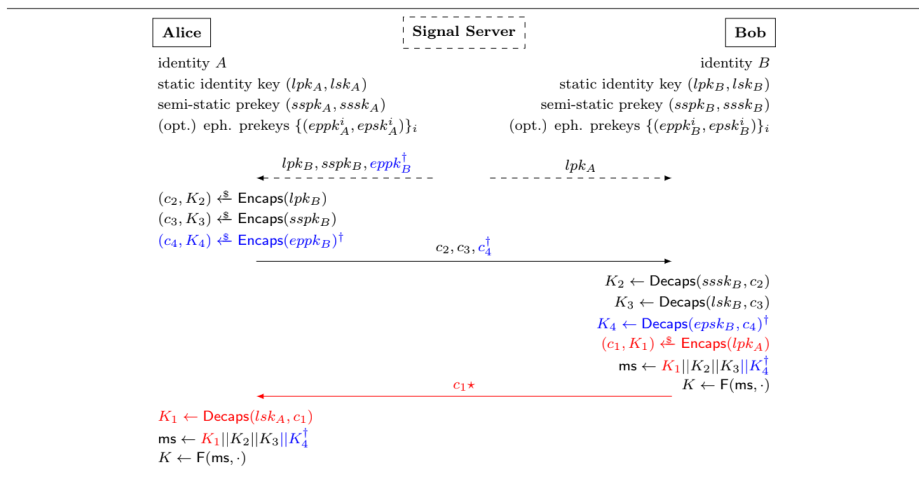 Alice Signal Server Bob
identity A identity B
static identity key (lpk_A, lsk_A) static identity key (lpk_B, lsk_B)
semi-static prekey (sspk_A, sssk_A) semi-static prekey (sspk_B, sssk_B)
(opt.) eph. prekeys {(eppk^i_A, epsk^i_A)}_i (opt.) eph. prekeys {(eppk^i_B, epsk^i_B)}_i
lpk_B, sspk_B, eppk^†_B lpk_A
(c_2, K_2) ↞$ Encaps(lpk_B)
(c_3, K_3) ↞$ Encaps(sspk_B)
(c_4, K_4) ↞$ Encaps(eppk_B)^†
c_2, c_3, c^†_4
K_2 ← Decaps(sssk_B, c_2)
K_3 ← Decaps(lsk_B, c_3)
K_4 ← Decaps(epsk_B, c_4)^†
(c_1, K_1) ↞$ Encaps(lpk_A)
ms ← K_1||K_2||K_3||K^†_4
K ← F(ms, ·)
c_1⋆
K_1 ← Decaps(lsk_A, c_1)
ms ← K_1||K_2||K_3||K^†_4
K ← F(ms, ·)